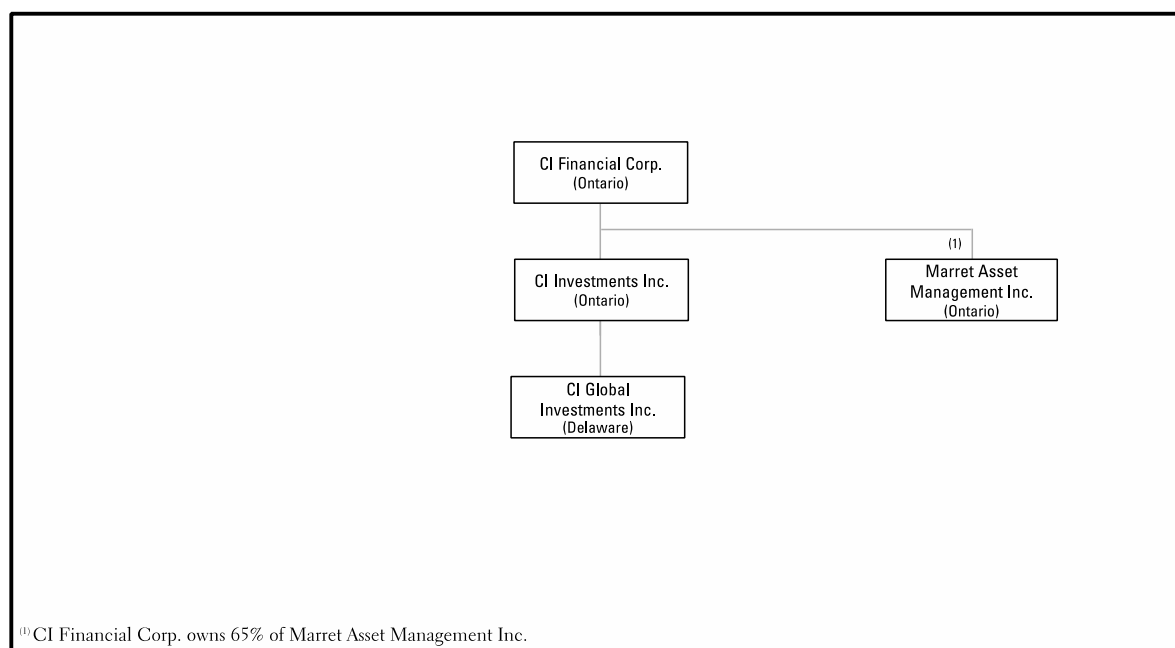 CI Financial Corp.
(Ontario)
(1)
CI Investments Inc.
(Ontario)
Marret Asset
Management Inc.
(Ontario)
CI Global
Investments Inc.
(Delaware)
(1) CI Financial Corp. owns 65% of Marret Asset Management Inc.